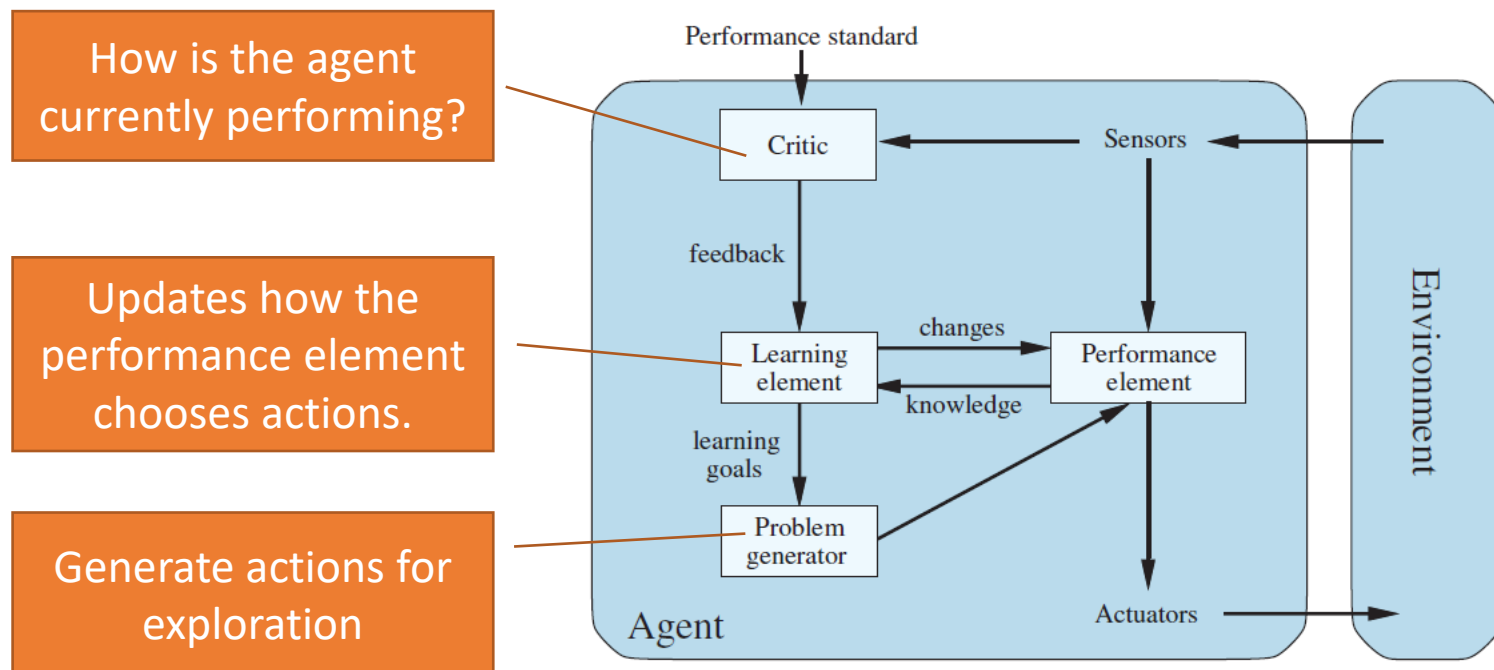 How is the agent
currently performing?
Updates how the
performance element
chooses actions.
Generate actions for
exploration
Performance standard
Critic
Sensors
feedback
changes
Learning
element
Performance
element
knowledge
learning
goals
Problem
generator
Agent
Actuators
Environment